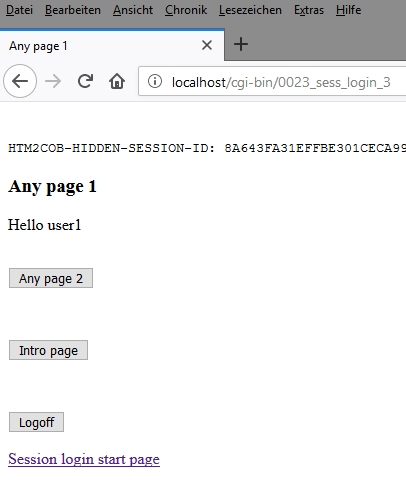 Datei Bearbeiten Ansicht Chronik Lesezeichen Extras Hilfe
Any page 1
localhost/cgi-bin/0023_sess_login_3
HTM2COB-HIDDEN-SESSION-ID: 8A643FA31EFFBE301CECA99
Any page 1
Hello user1
Any page 2
Intro page
Logoff
Session login start page